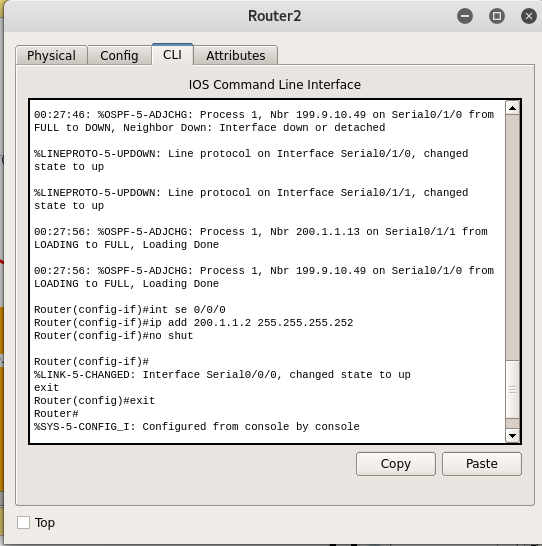 Router2
Physical Config CLI Attributes
IOS Command Line Interface
00:27:46: %OSPF-5-ADJCHG: Process 1, Nbr 199.9.10.49 on Serial0/1/0 from
FULL to DOWN, Neighbor Down: Interface down or detached
%LINEPROTO-5-UPDOWN: Line protocol on Interface Serial0/1/0, changed
state to up
%LINEPROTO-5-UPDOWN: Line protocol on Interface Serial0/1/1, changed
state to up
00:27:56: %OSPF-5-ADJCHG: Process 1, Nbr 200.1.1.13 on Serial0/1/1 from
LOADING to FULL, Loading Done
00:27:56: %OSPF-5-ADJCHG: Process 1, Nbr 199.9.10.49 on Serial0/1/0 from
LOADING to FULL, Loading Done
Router(config-if)#int se 0/0/0
Router(config-if)#ip add 200.1.1.2 255.255.255.252
Router(config-if)#no shut
Router(config-if)#
%LINK-5-CHANGED: Interface Serial0/0/0, changed state to up
exit
Router(config)#exit
Router#
%SYS-5-CONFIG_I: Configured from console by console
Copy Paste
Top